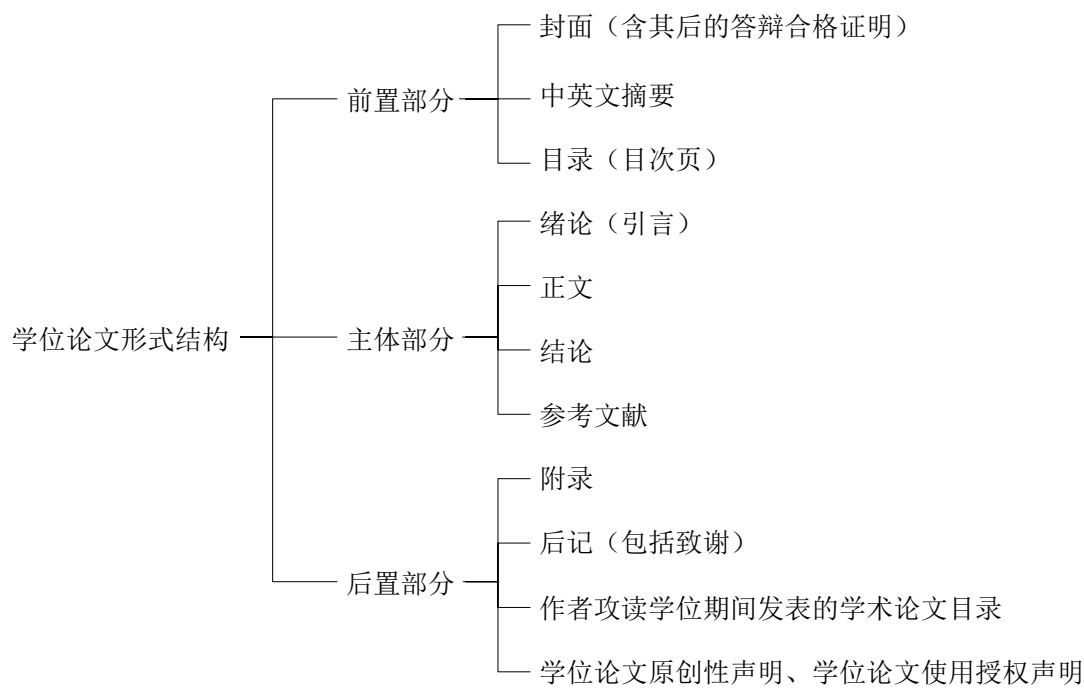 学位论文形式结构
前置部分
封面（含其后的答辩合格证明）
中英文摘要
目录（目次页）
主体部分
绪论（引言）
正文
结论
参考文献
后置部分
附录
后记（包括致谢）
作者攻读学位期间发表的学术论文目录
学位论文原创性声明、学位论文使用授权声明